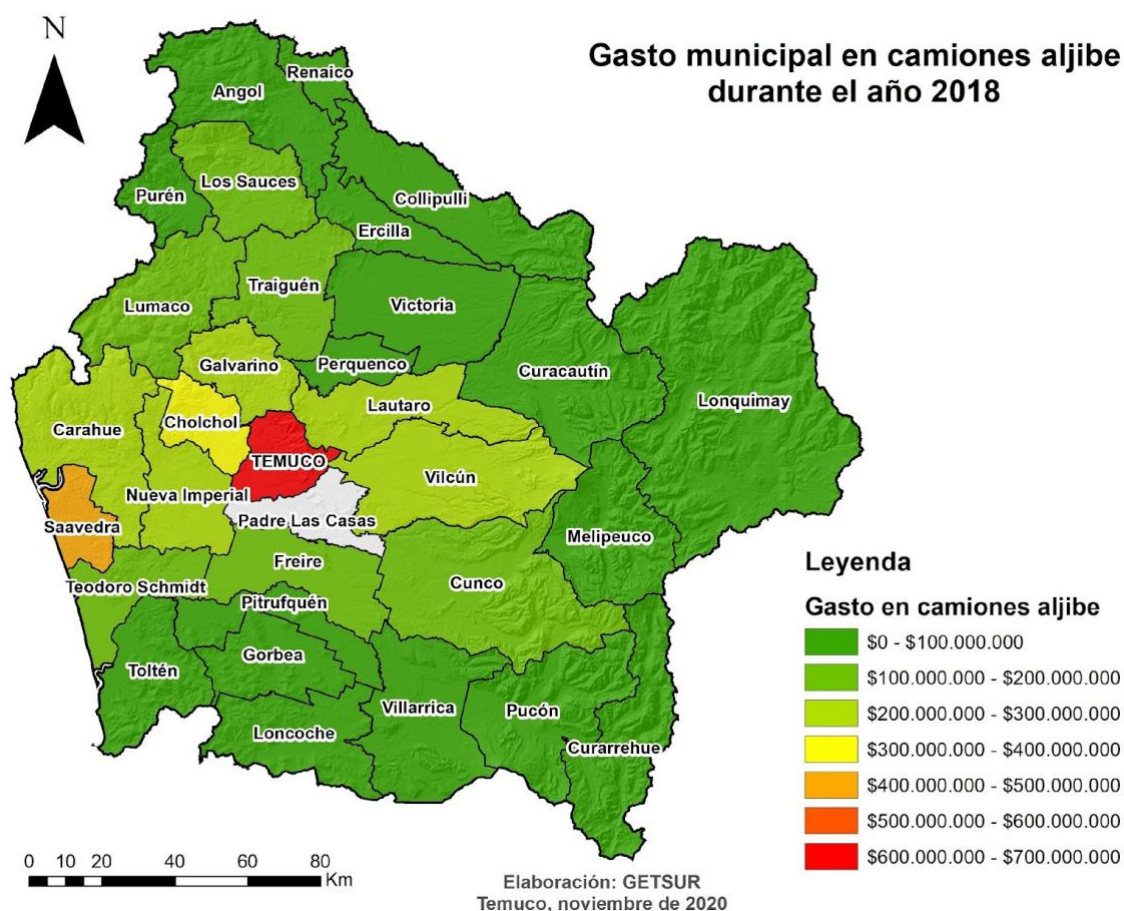 N
Gasto municipal en camiones aljibe
durante el año 2018
Renaico
Angol
Los Sauces
Purén
Collipulli
Ercilla
Traiguén
Lumaco
Victoria
Galvarino
Perquenco
Curacautín
Lonquimay
Lautaro
Cholchol
Carahue
TEMUCO
Vilcún
Nueva Imperial
Saavedra
Padre Las Casas
Melipeuco
Freire
Teodoro Schmidt
Cunco
Pitrufquén
Gorbea
Toltén
Villarrica
Pucón
Loncoche
Curarrehue
Leyenda
Gasto en camiones aljibe
$0 - $100.000.000
$100.000.000 - $200.000.000
$200.000.000 - $300.000.000
$300.000.000 - $400.000.000
$400.000.000 - $500.000.000
$500.000.000 - $600.000.000
$600.000.000 - $700.000.000
0 10 20 40 60 80
Km
Elaboración: GETSUR
Temuco, noviembre de 2020